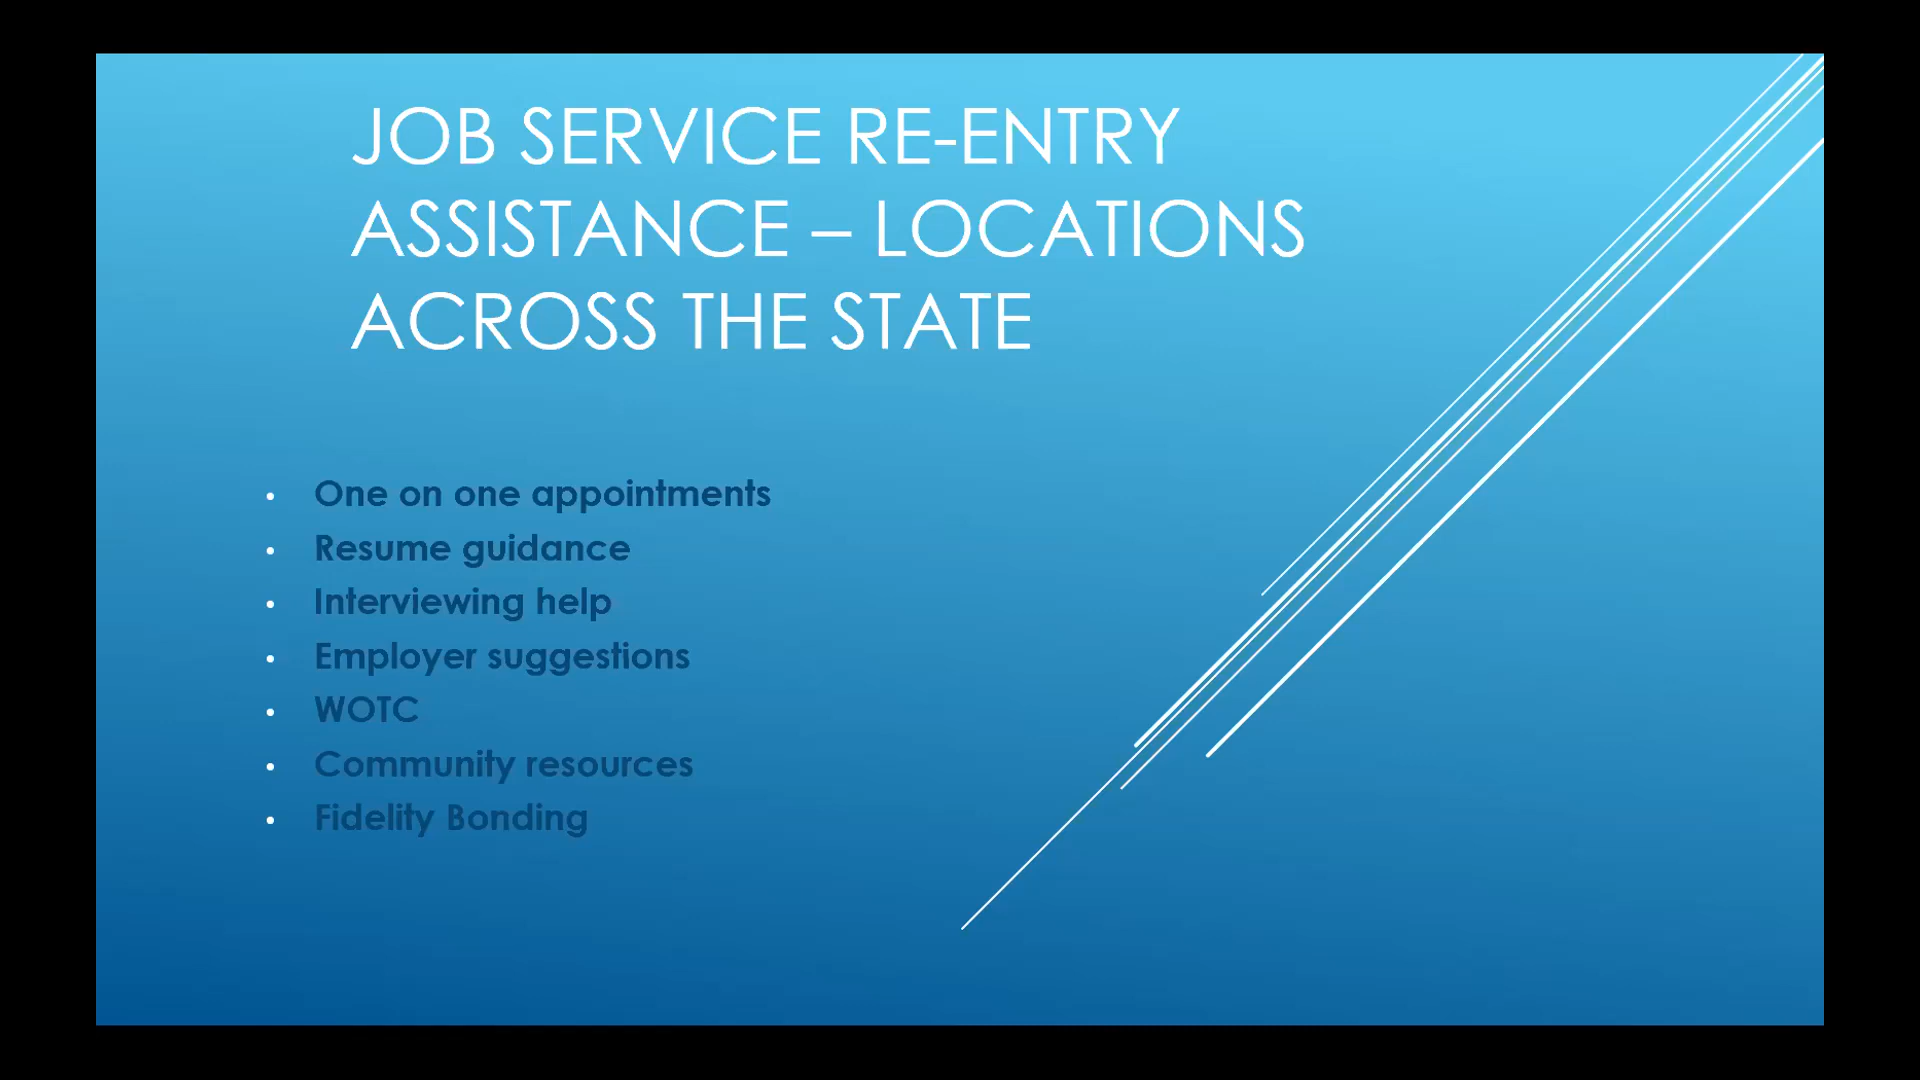 JOB SERVICE RE-ENTRY
ASSISTANCE – LOCATIONS
ACROSS THE STATE
• One on one appointments
• Resume guidance
• Interviewing help
• Employer suggestions
• WOTC
• Community resources
• Fidelity Bonding